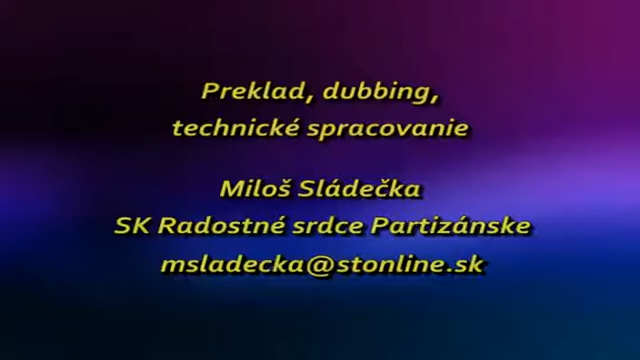 Preklad, dubbing,
technické spracovanie
Miloš Sládečka
SK Radostné srdce Partizánske
msladecka@stonline.sk